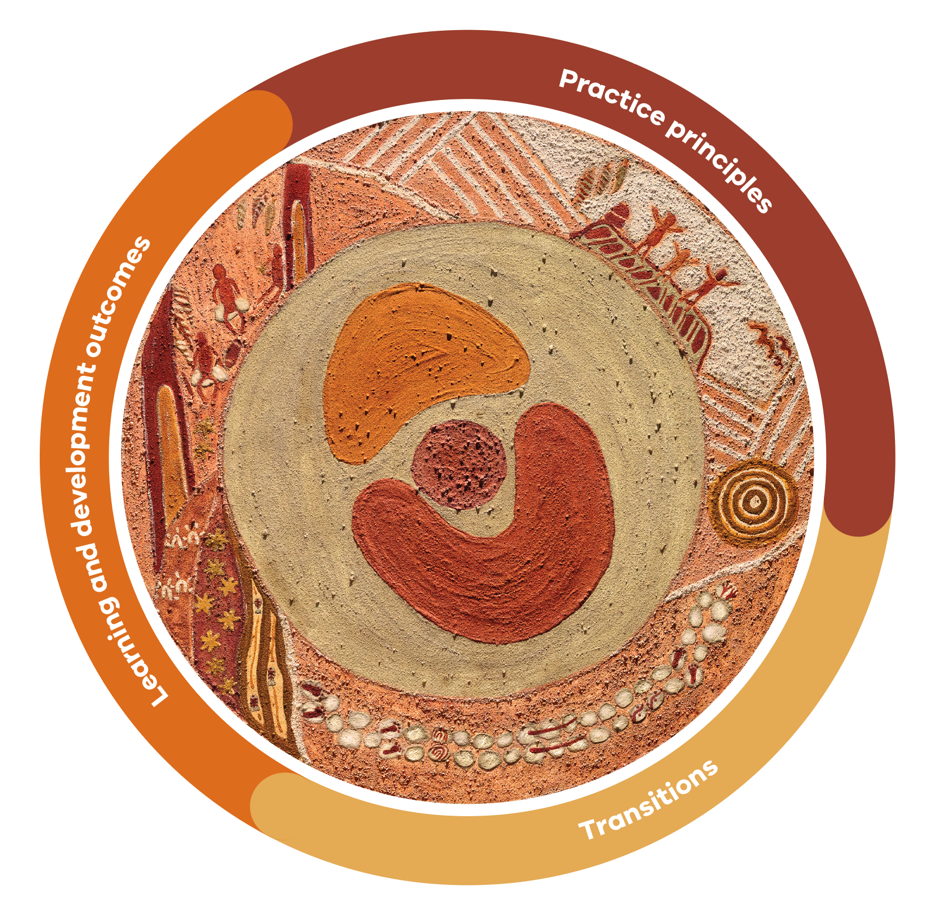 Practice principles
Learning and development outcomes
Transitions